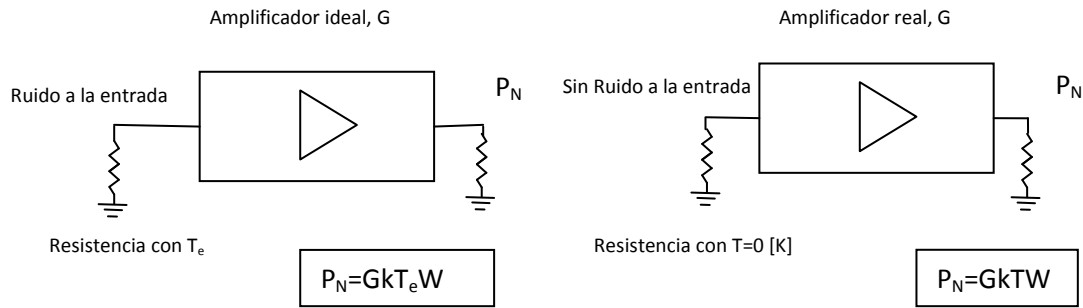 Amplificador ideal, G
Ruido a la entrada
P_N
Resistencia con T_e
P_N=GkT_eW
Amplificador real, G
Sin Ruido a la entrada
P_N
Resistencia con T=0 [K]
P_N=GkTW